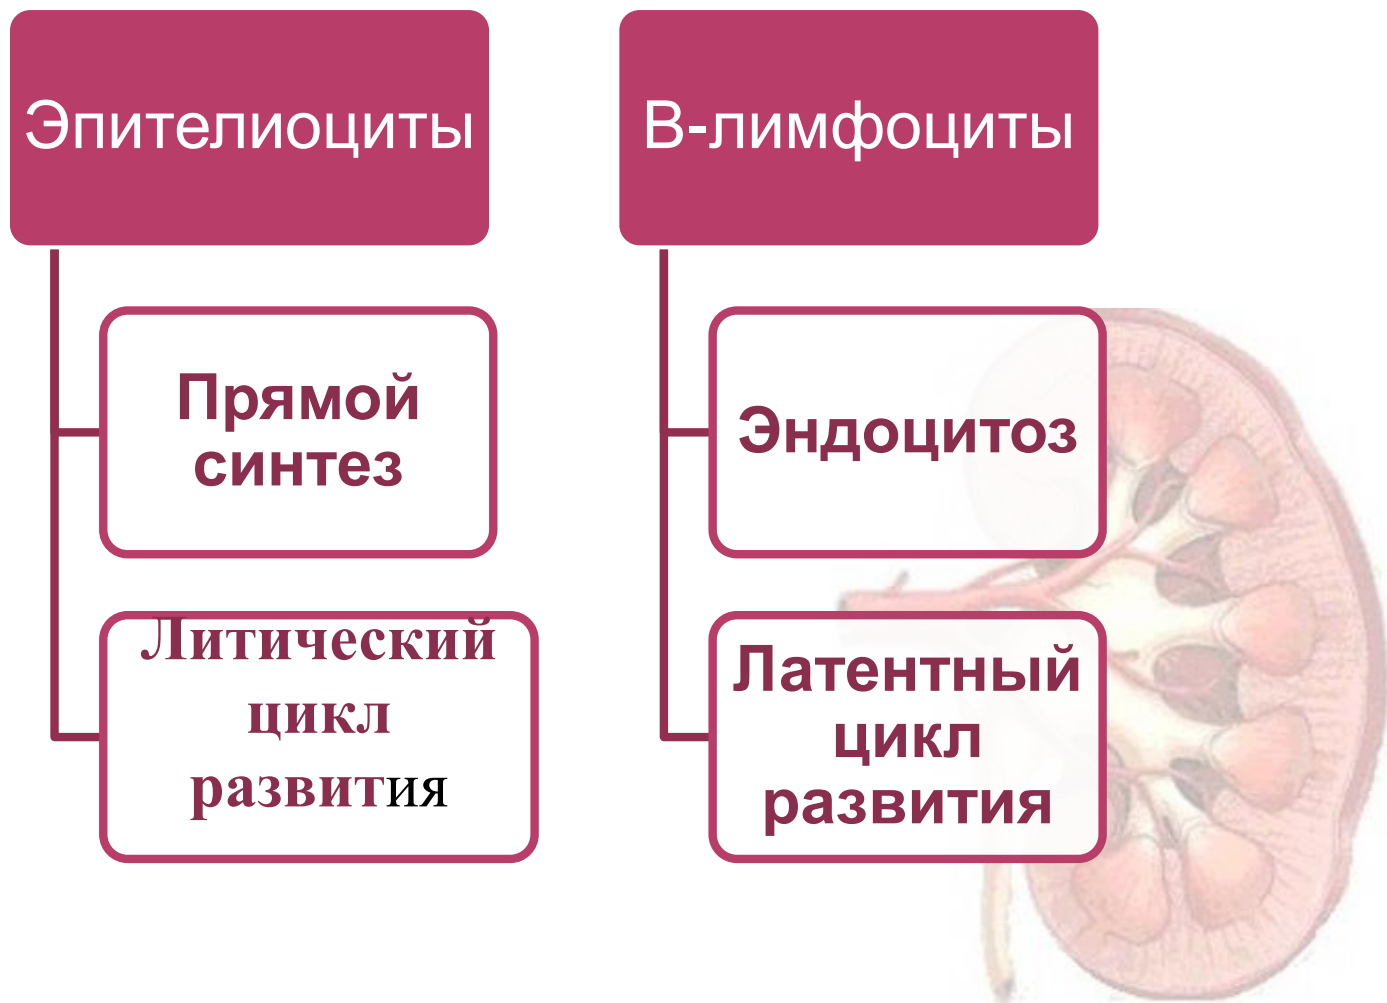 Эпителиоциты
Прямой
синтез
Литический
цикл
развития
В-лимфоциты
Эндоцитоз
Латентный
цикл
развития